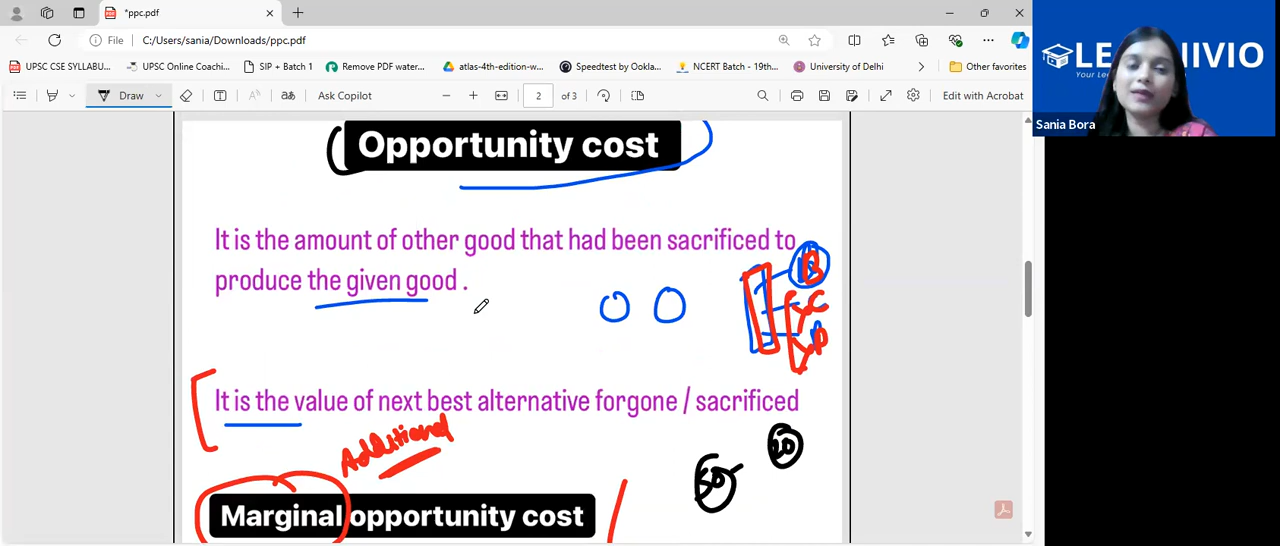 *ppc.pdf
File C:/Users/sania/Downloads/ppc.pdf
UPSC CSE SYLLABU... UPSC Online Coachi... SIP + Batch 1 Remove PDF water... atlas-4th-edition-w... Speedtest by Ookla... NCERT Batch - 19th... University of Delhi Other favorites
Draw Ask Copilot 2 of 3 Edit with Acrobat
Sania Bora
Opportunity cost
It is the amount of other good that had been sacrificed to
produce the given good .
B
C
It is the value of next best alternative forgone / sacrificed
Additional
50
20
Marginal opportunity cost